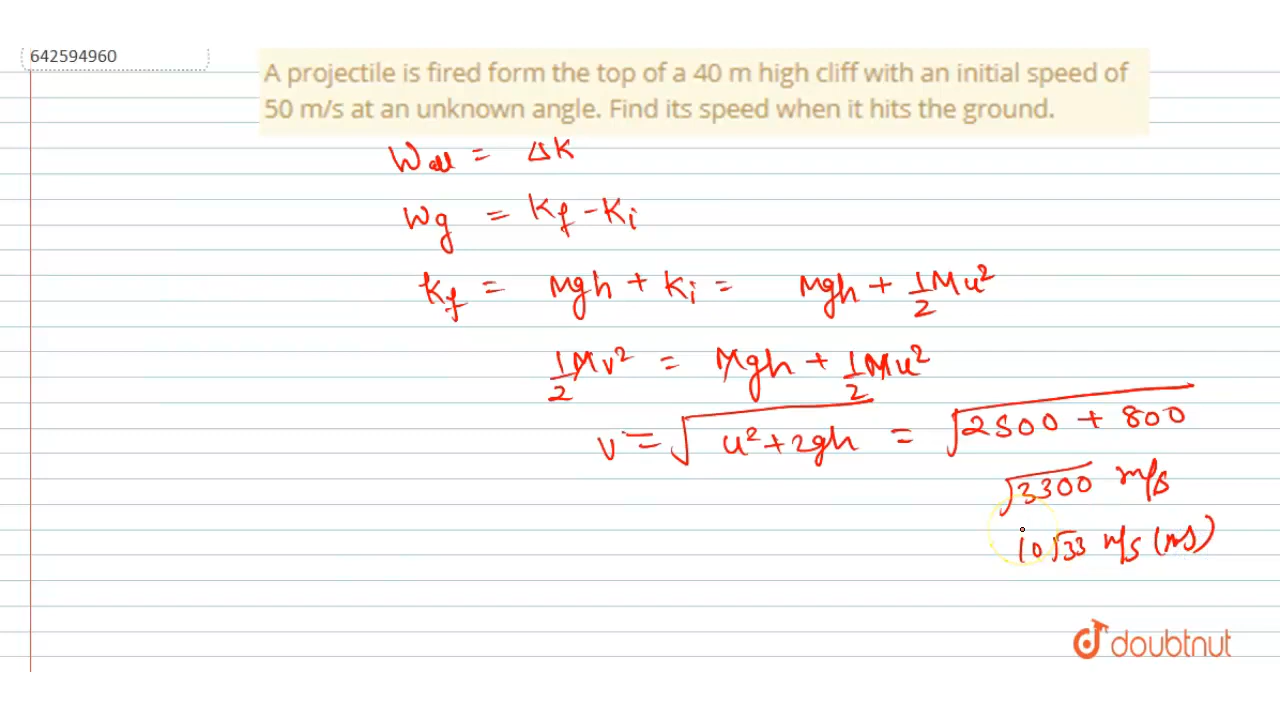 642594960
A projectile is fired form the top of a 40 m high cliff with an initial speed of
50 m/s at an unknown angle. Find its speed when it hits the ground.
Wall = ΔK
Wg = Kf - Ki
Kf = Mgh + Ki = Mgh + 1/2 Mu²
1/2 Mv² = Mgh + 1/2 Mu²
v = √(u² + 2gh) = √(2500 + 800)
√3300 m/s
10√33 m/s (Ans)
doubtnut